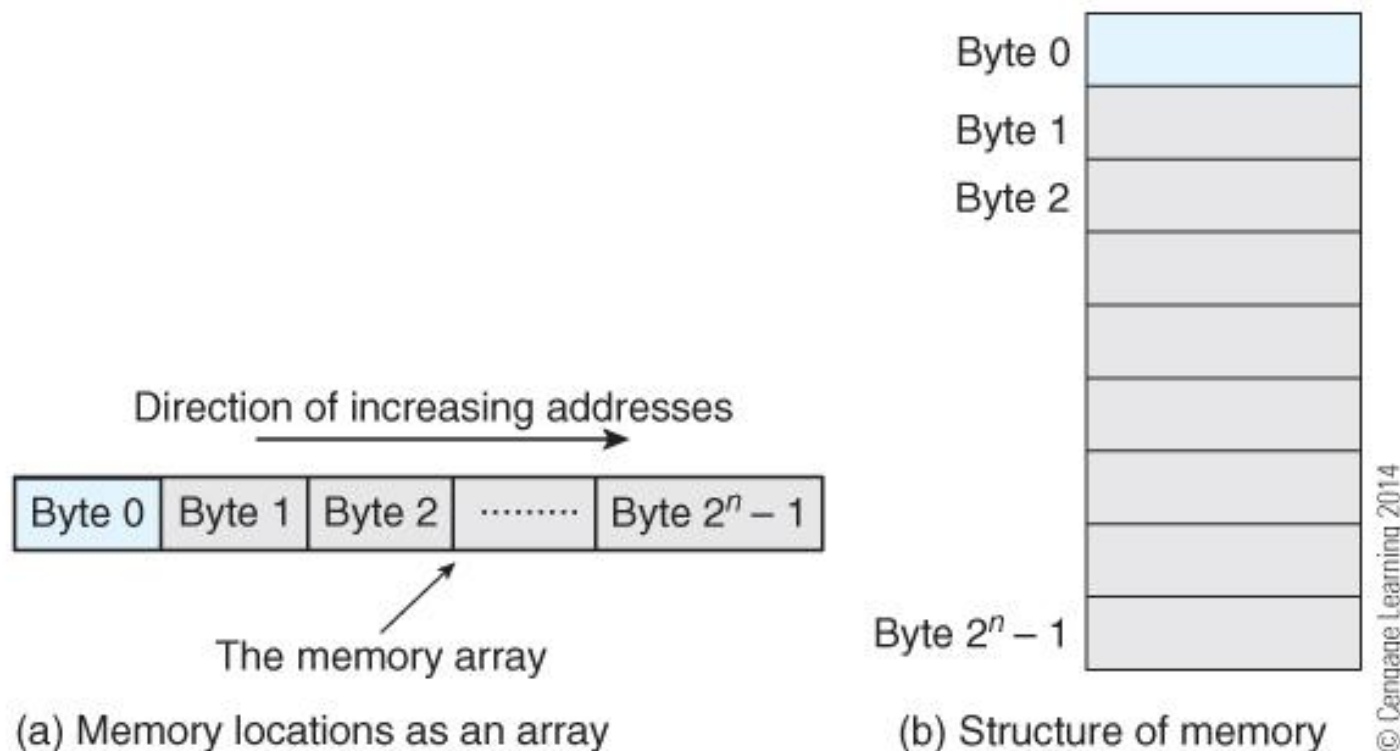 Direction of increasing addresses
Byte 0 Byte 1 Byte 2 ......... Byte 2ⁿ – 1
The memory array
(a) Memory locations as an array
Byte 0
Byte 1
Byte 2
Byte 2ⁿ – 1
(b) Structure of memory
© Cengage Learning 2014